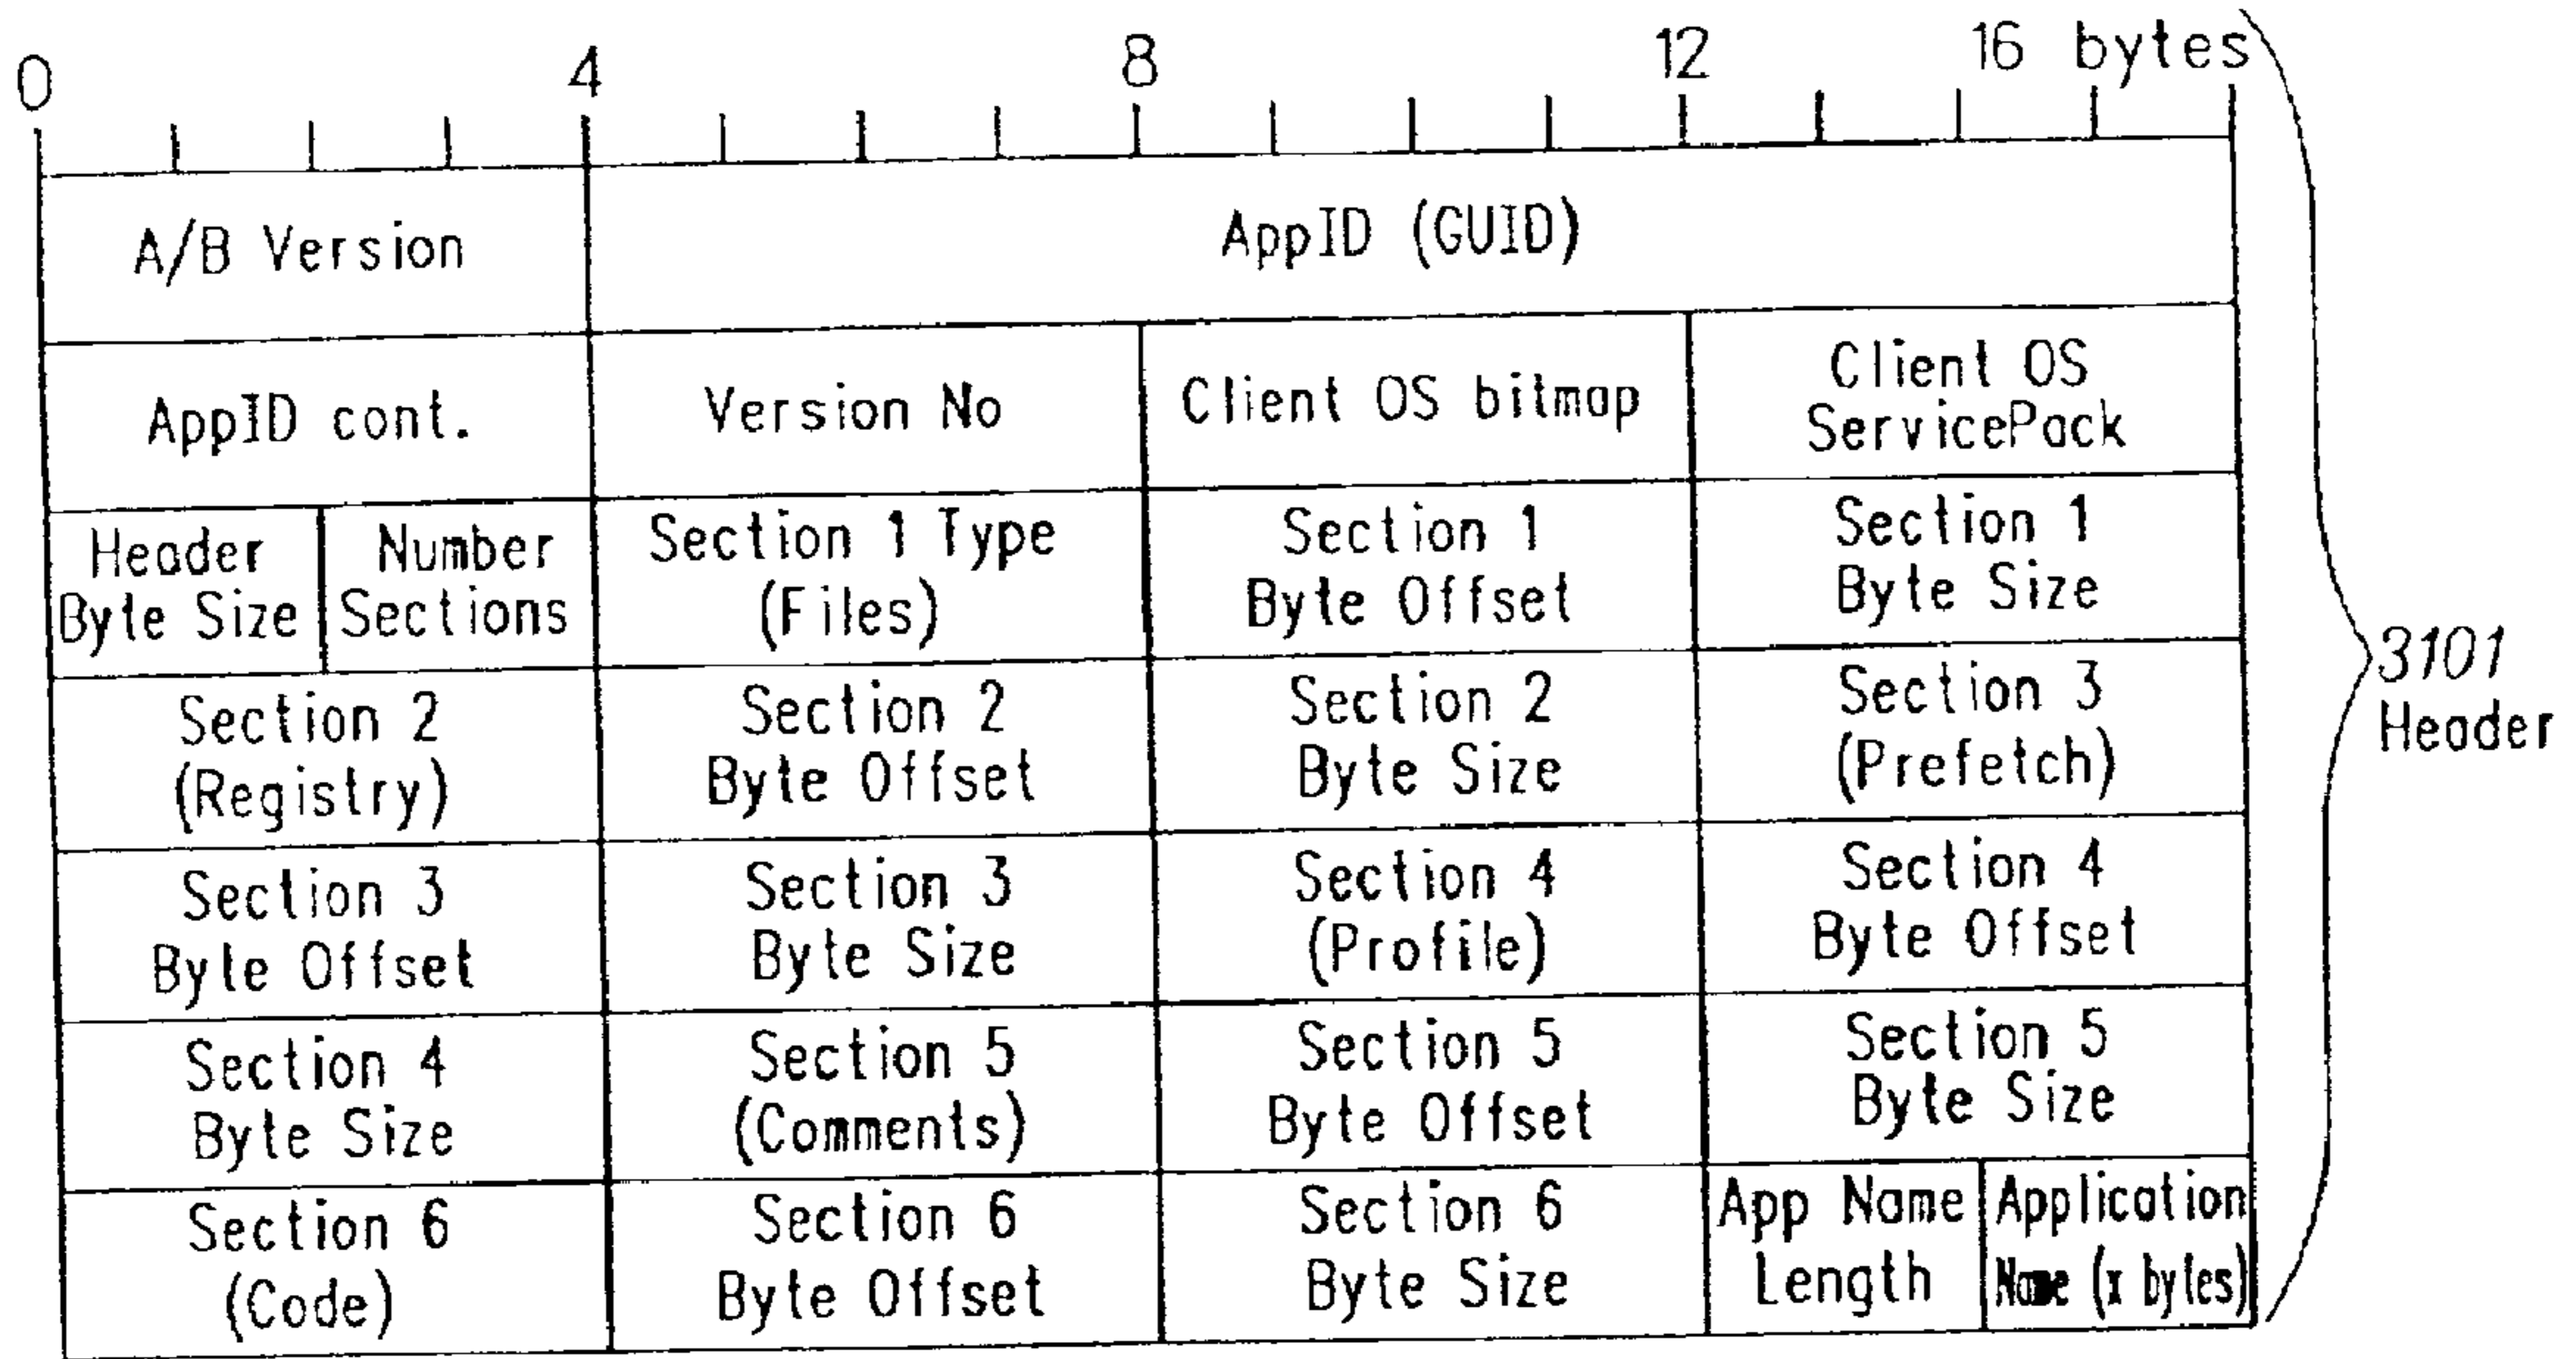 0 4 8 12 16 bytes
A/B Version
AppID (GUID)
AppID cont.
Version No
Client OS bitmap
Client OS
ServicePack
Header
Byte Size
Number
Sections
Section 1 Type
(Files)
Section 1
Byte Offset
Section 1
Byte Size
Section 2
(Registry)
Section 2
Byte Offset
Section 2
Byte Size
Section 3
(Prefetch)
Section 3
Byte Offset
Section 3
Byte Size
Section 4
(Profile)
Section 4
Byte Offset
Section 4
Byte Size
Section 5
(Comments)
Section 5
Byte Offset
Section 5
Byte Size
Section 6
(Code)
Section 6
Byte Offset
Section 6
Byte Size
App Name
Length
Application
Name (x bytes)
3101
Header